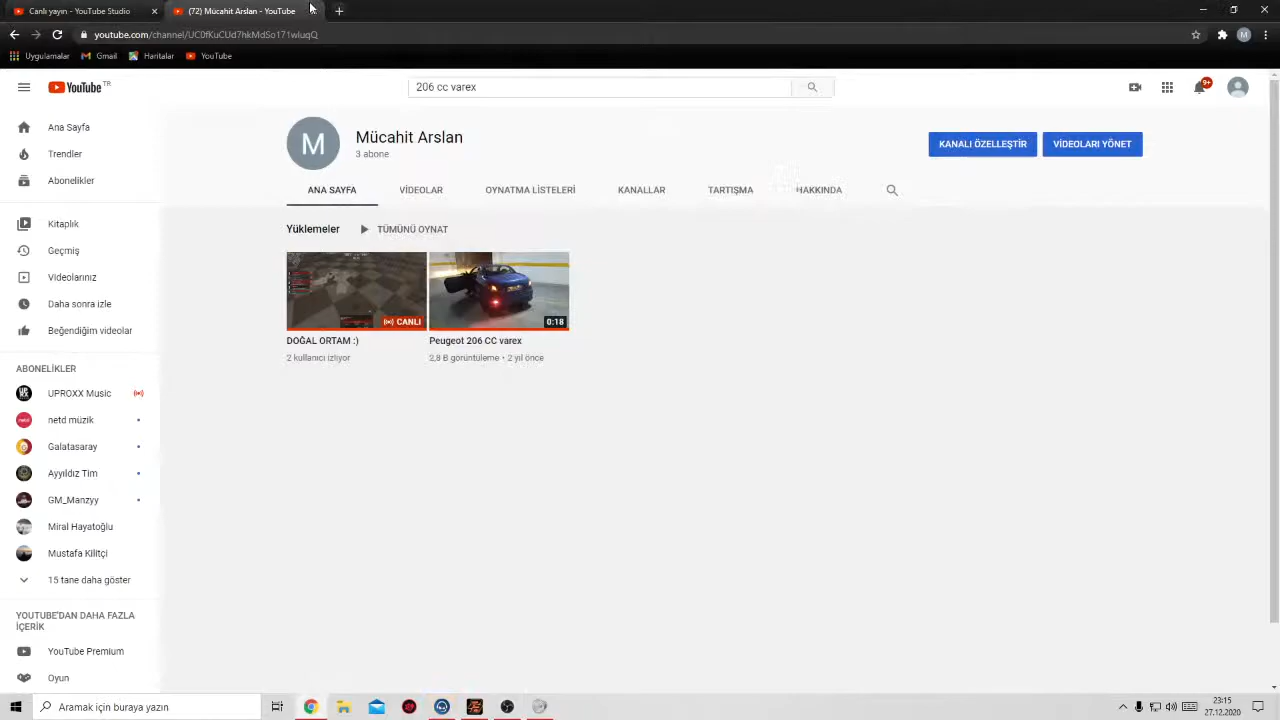 Canlı yayın - YouTube Studio
(72) Mücahit Arslan - YouTube
youtube.com/channel/UC0fKuCUd7hkMdSo171wIuqQ
Uygulamalar
Gmail
Haritalar
YouTube
YouTube TR
206 cc varex
9+
Ana Sayfa
Trendler
Abonelikler
Kitaplık
Geçmiş
Videolarınız
Daha sonra izle
Beğendiğim videolar
ABONELİKLER
UPROXX Music
netd müzik
Galatasaray
Ayyıldız Tim
GM_Manzyy
Miral Hayatoğlu
Mustafa Kilitçi
15 tane daha göster
YOUTUBE'DAN DAHA FAZLA
İÇERİK
YouTube Premium
Oyun
M
Mücahit Arslan
3 abone
KANALI ÖZELLEŞTİR
VİDEOLARI YÖNET
ANA SAYFA
VİDEOLAR
OYNATMA LİSTELERİ
KANALLAR
TARTIŞMA
HAKKINDA
Yüklemeler
TÜMÜNÜ OYNAT
CANLI
0:18
DOĞAL ORTAM :)
2 kullanıcı izliyor
Peugeot 206 CC varex
2,8 B görüntüleme • 2 yıl önce
Aramak için buraya yazın
23:15
27.12.2020